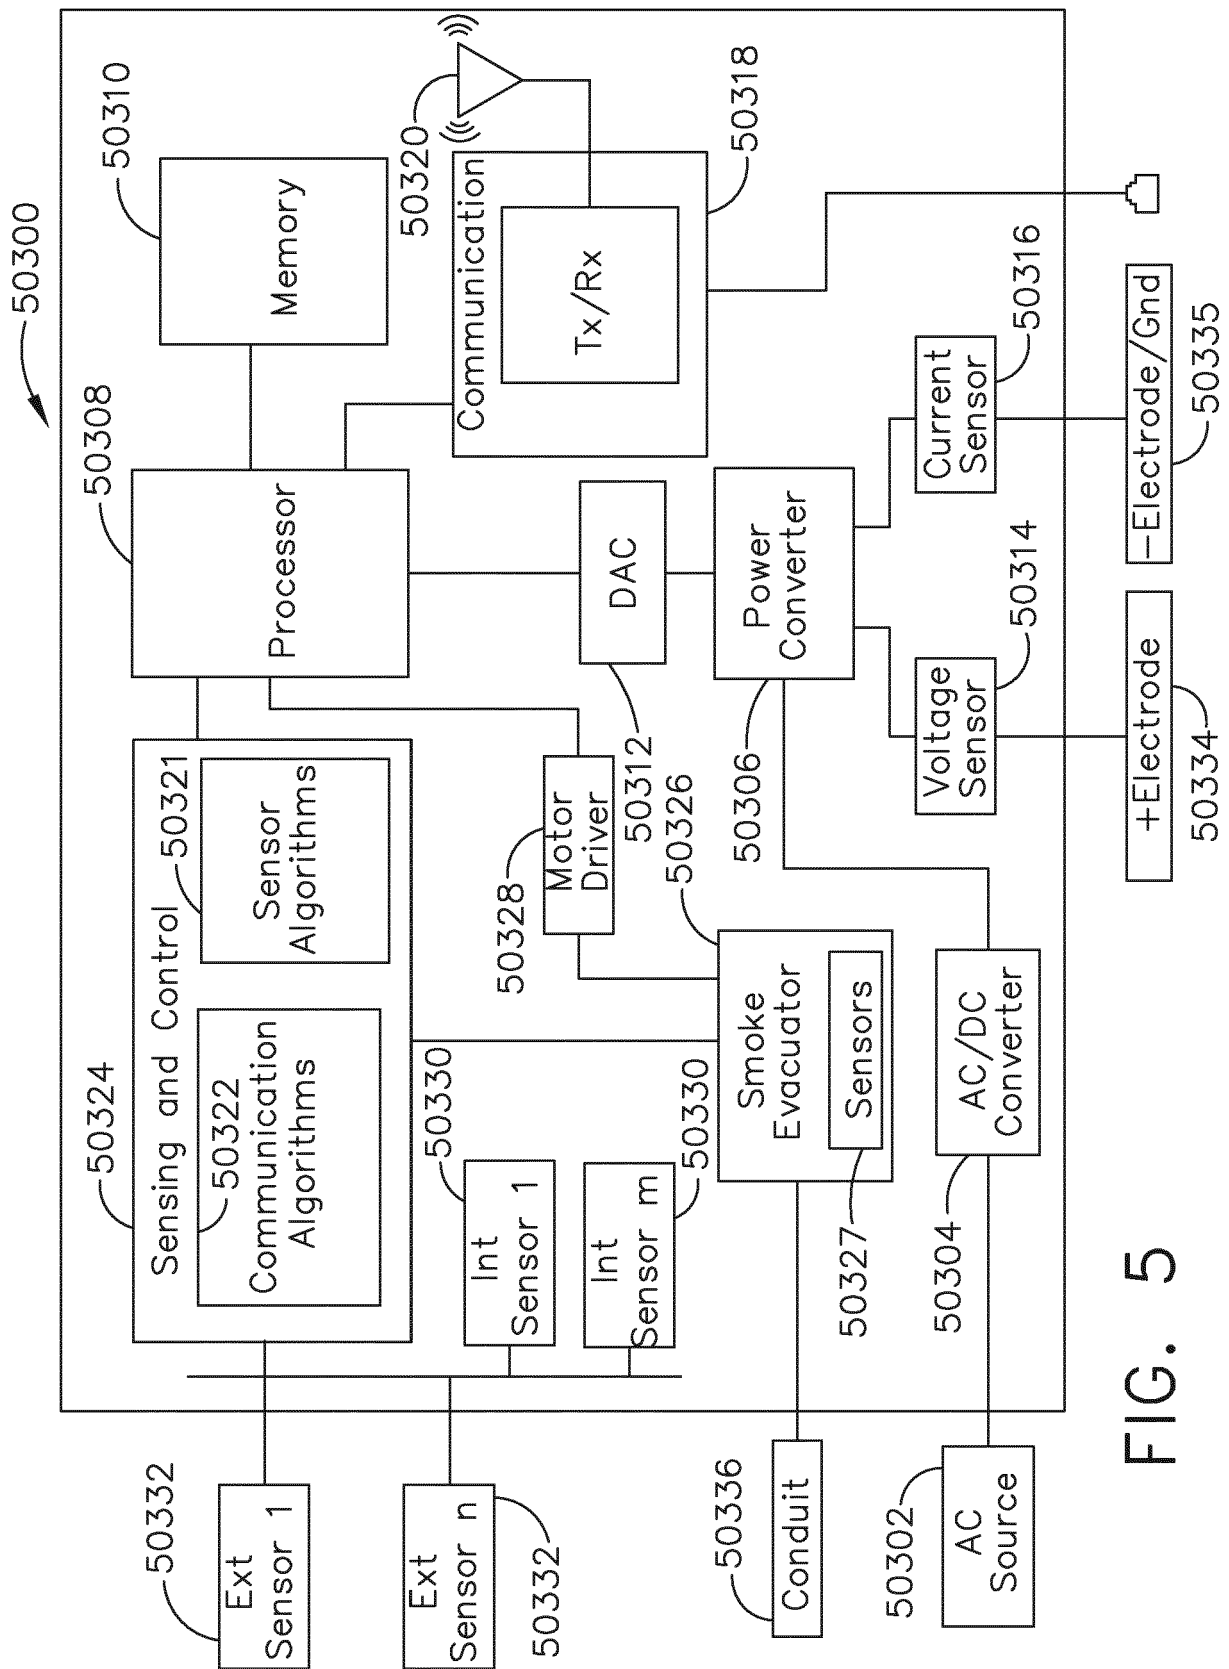 50300
50324
Sensing and Control
50322
Communication
Algorithms
50321
Sensor
Algorithms
50308
Processor
50310
Memory
50332
Ext
Sensor 1
Ext
Sensor n
50332
50330
Int
Sensor 1
Int
Sensor m
50330
50328
Motor
Driver
DAC
50312
50320
Communication
Tx/Rx
50318
50336
Conduit
50326
Smoke
Evacuator
Sensors
50327
50306
Power
Converter
50302
AC
Source
50304
AC/DC
Converter
Voltage
Sensor
50314
Current
Sensor
50316
+Electrode
50334
−Electrode/Gnd
50335
FIG. 5